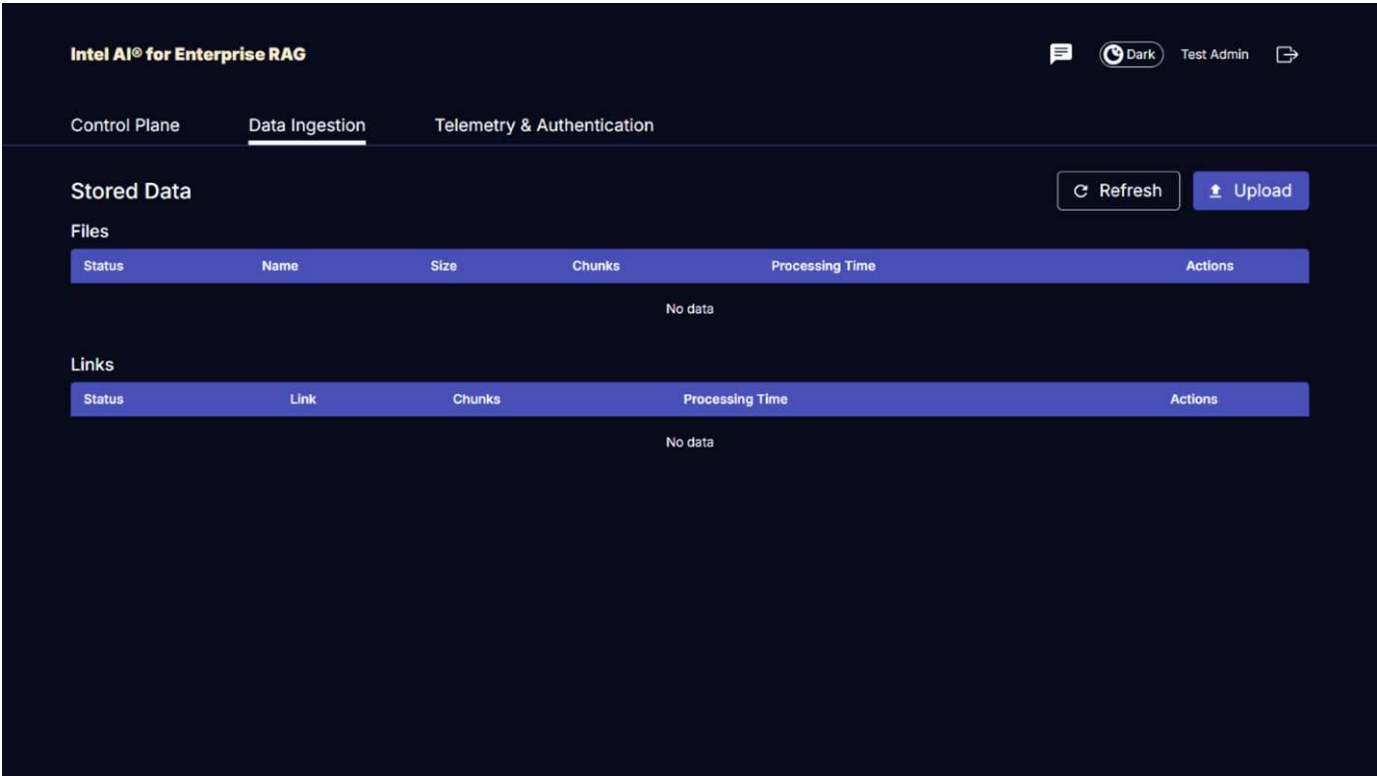 Intel AI® for Enterprise RAG
Dark
Test Admin
Control Plane
Data Ingestion
Telemetry & Authentication
Stored Data
Refresh
Upload
Files
Status Name Size Chunks Processing Time Actions
No data
Links
Status Link Chunks Processing Time Actions
No data